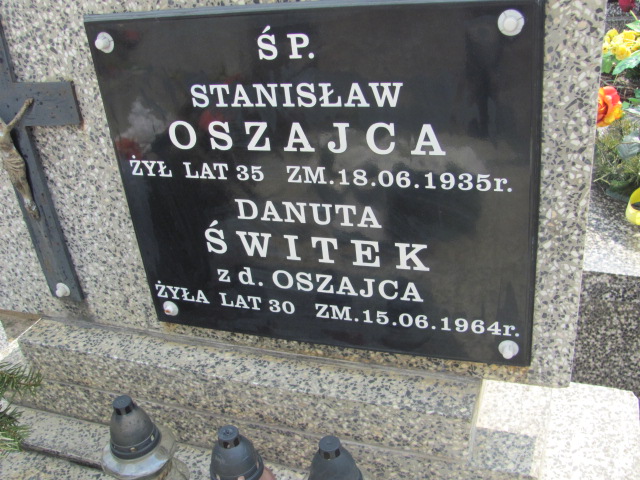 Ś P.
STANISŁAW
OSZAJCA
ŻYŁ LAT 35 ZM.18.06.1935r.
DANUTA
ŚWITEK
z d. OSZAJCA
ŻYŁA LAT 30 ZM.15.06.1964r.